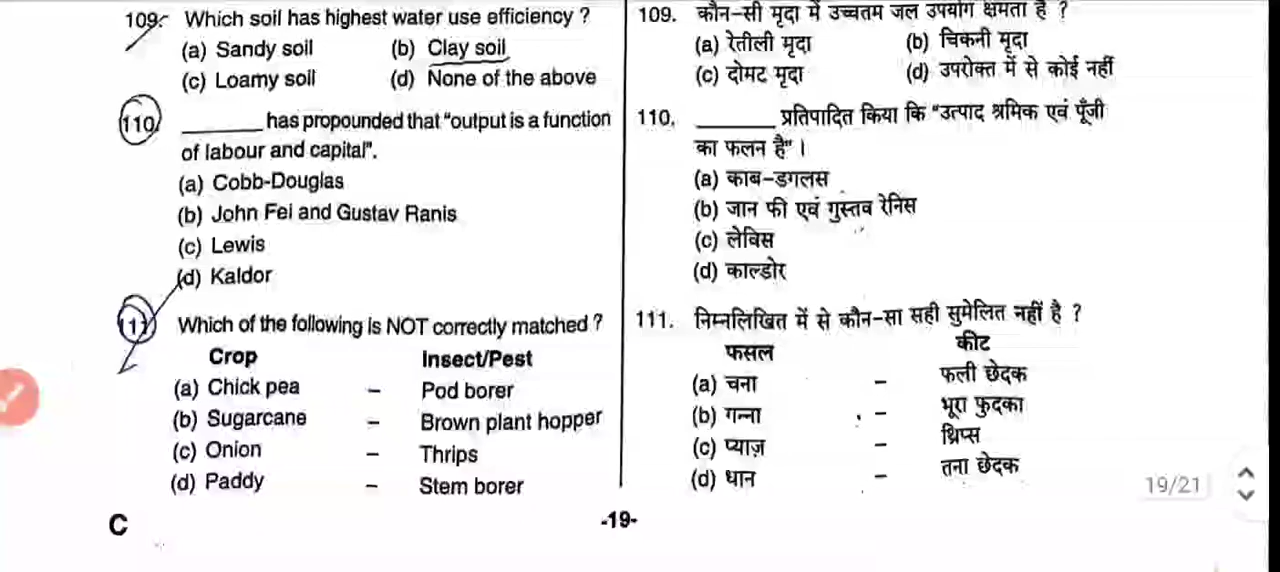 109. Which soil has highest water use efficiency ?
(a) Sandy soil (b) Clay soil
(c) Loamy soil (d) None of the above
110. ______ has propounded that "output is a function
of labour and capital".
(a) Cobb-Douglas
(b) John Fei and Gustav Ranis
(c) Lewis
(d) Kaldor
111. Which of the following is NOT correctly matched ?
Crop Insect/Pest
(a) Chick pea – Pod borer
(b) Sugarcane – Brown plant hopper
(c) Onion – Thrips
(d) Paddy – Stem borer
109. कौन-सी मृदा में उच्चतम जल उपयोग क्षमता है ?
(a) रेतीली मृदा (b) चिकनी मृदा
(c) दोमट मृदा (d) उपरोक्त में से कोई नहीं
110. ______ प्रतिपादित किया कि "उत्पाद श्रमिक एवं पूँजी
का फलन है"।
(a) काब-डगलस
(b) जान फी एवं गुस्तव रेनिस
(c) लेविस
(d) काल्डोर
111. निम्नलिखित में से कौन-सा सही सुमेलित नहीं है ?
फसल कीट
(a) चना – फली छेदक
(b) गन्ना – भूरा फुदका
(c) प्याज़ – थ्रिप्स
(d) धान – तना छेदक
19/21
C -19-